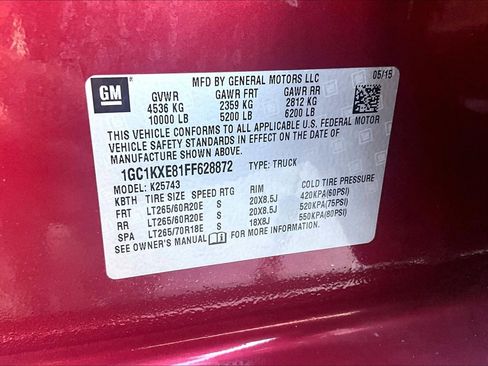 GM
MFD BY GENERAL MOTORS LLC 05/15
GVWR GAWR FRT GAWR RR
4536 KG 2359 KG 2812 KG
10000 LB 5200 LB 6200 LB
THIS VEHICLE CONFORMS TO ALL APPLICABLE U.S. FEDERAL MOTOR
VEHICLE SAFETY STANDARDS IN EFFECT ON THE DATE OF
MANUFACTURE SHOWN ABOVE.
1GC1KXE81FF628872 TYPE: TRUCK
MODEL: K25743
KBTH TIRE SIZE SPEED RTG RIM COLD TIRE PRESSURE
FRT LT265/60R20E S 20X8.5J 420KPA(60PSI)
RR LT265/60R20E S 20X8.5J 520KPA(75PSI)
SPA LT265/70R18E S 18X8J 550KPA(80PSI)
SEE OWNER'S MANUAL FOR MORE INFORMATION.